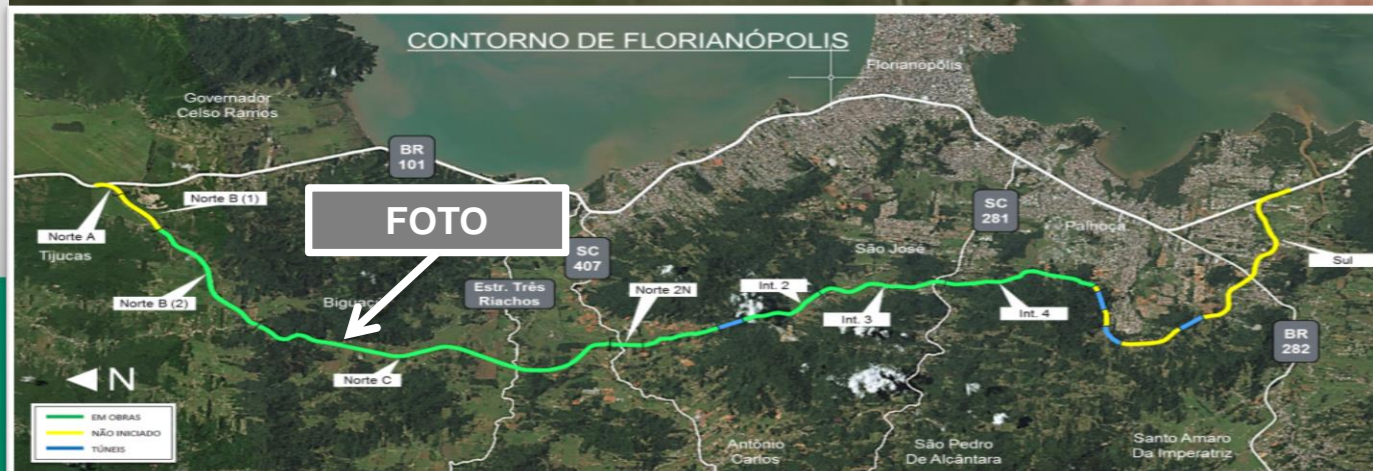 CONTORNO DE FLORIANÓPOLIS
Florianópolis
Governador
Celso Ramos
BR
101
Norte B (1)
FOTO
SC
281
Norte A
Palhoça
Tijucas
SC
407
São José
Sul
Estr. Três
Riachos
Int. 2
Norte 2N
Norte B (2)
Biguaçu
Int. 3
Int. 4
BR
282
N
Norte C
EM OBRAS
NÃO INICIADO
TÚNEIS
Antônio
Carlos
São Pedro
De Alcântara
Santo Amaro
Da Imperatriz